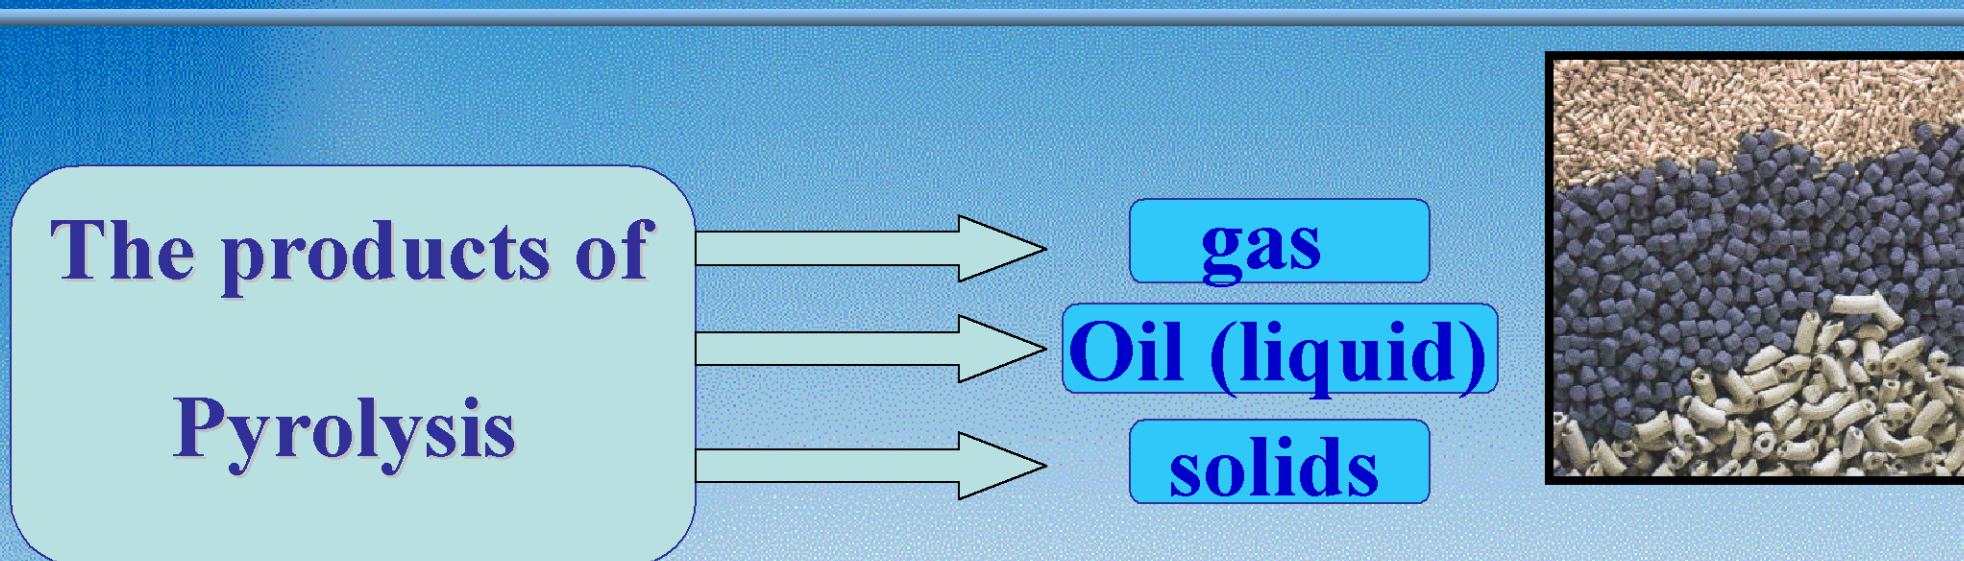 The products of
Pyrolysis
gas
Oil (liquid)
solids